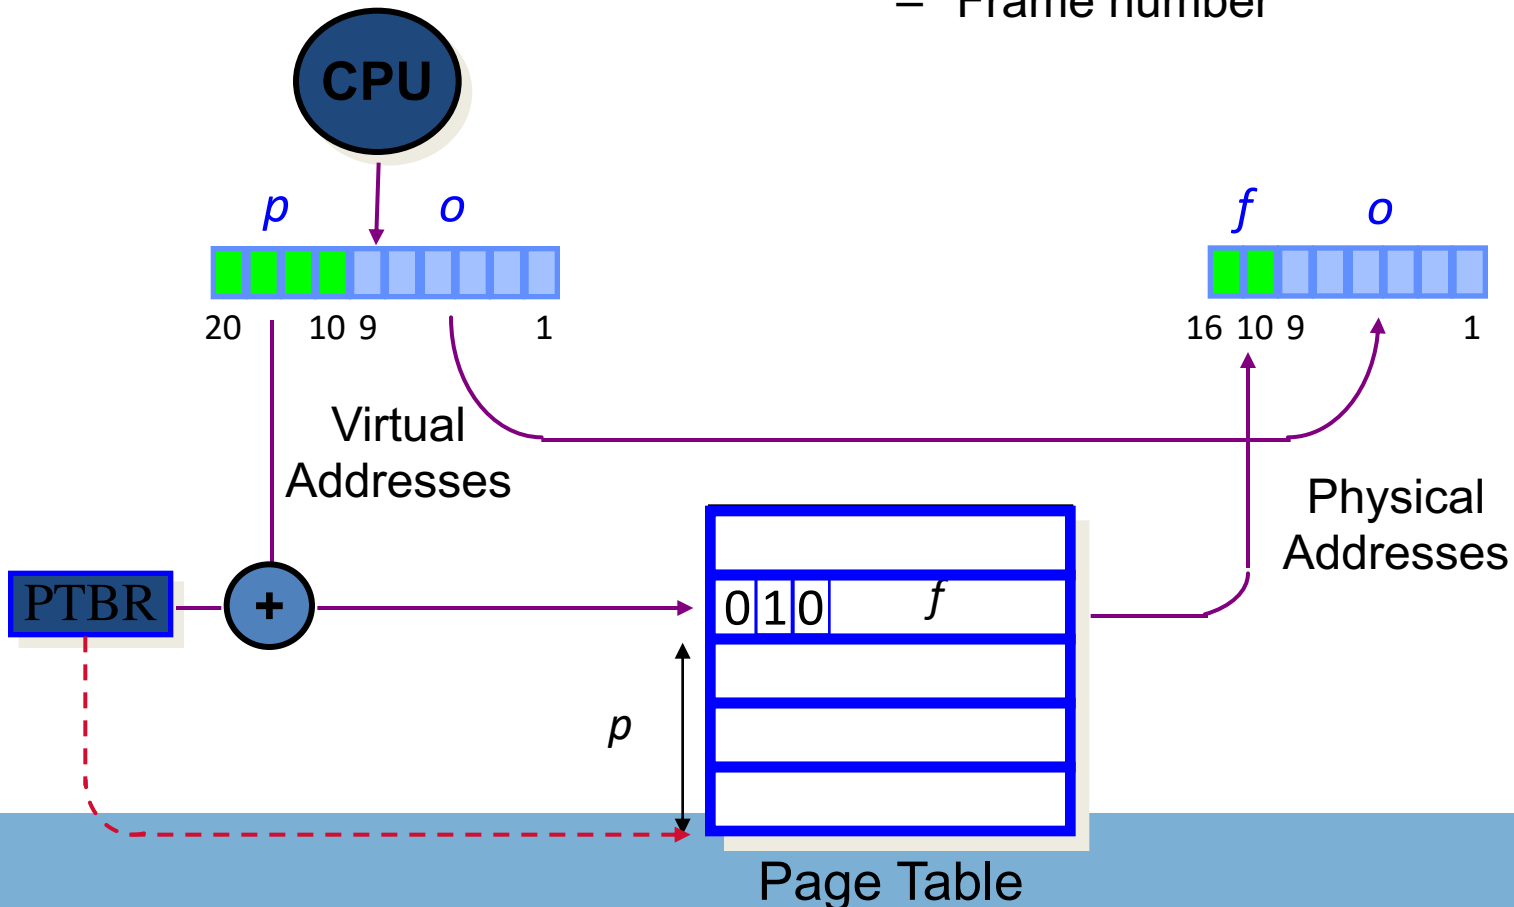 – Frame number
CPU
p o
f o
20 10 9 1
16 10 9 1
Virtual
Addresses
Physical
Addresses
PTBR
+
0 1 0 f
p
Page Table